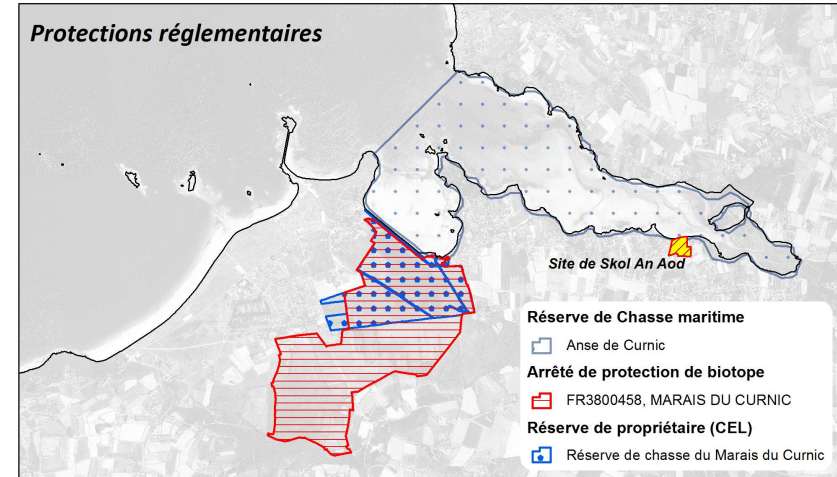 Protections réglementaires
Site de Skol An Aod
Réserve de Chasse maritime
Anse de Curnic
Arrêté de protection de biotope
FR3800458, MARAIS DU CURNIC
Réserve de propriétaire (CEL)
Réserve de chasse du Marais du Curnic